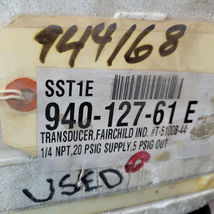 944168
SST1E
940-127-61 E
TRANSDUCER,FAIRCHILD IND. #T-51008-44
1/4 NPT,20 PSIG SUPPLY,5 PSIG OUT
USED